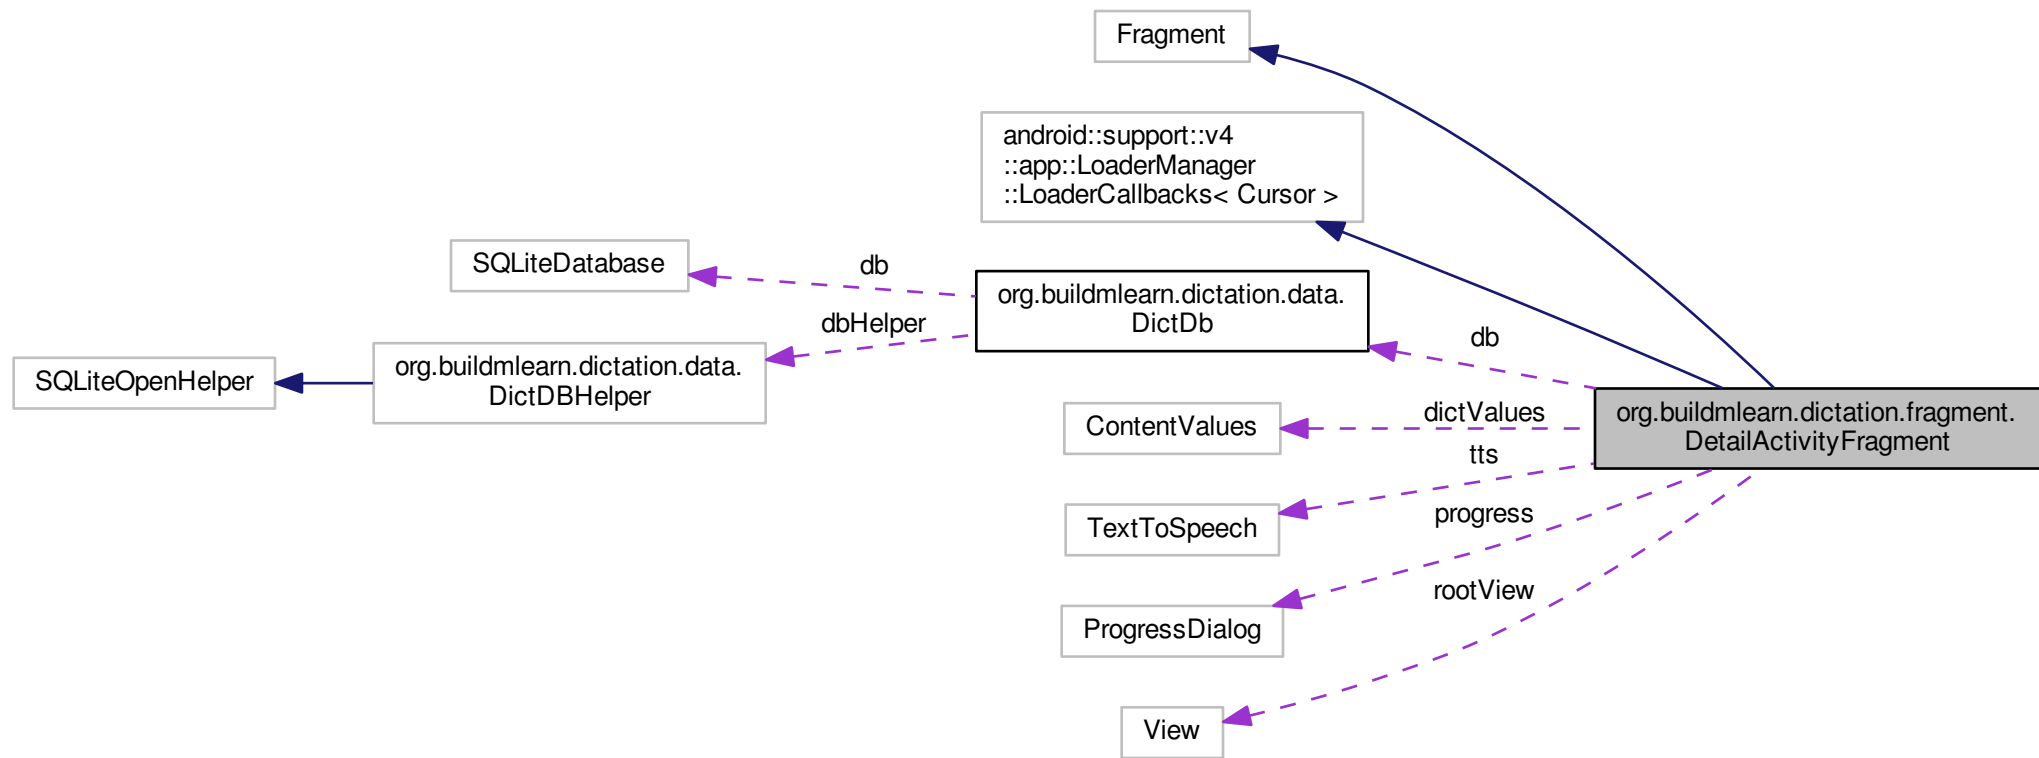 Fragment
android::support::v4
::app::LoaderManager
::LoaderCallbacks< Cursor >
SQLiteDatabase
db
org.buildmlearn.dictation.data.
DictDb
dbHelper
db
SQLiteOpenHelper
org.buildmlearn.dictation.data.
DictDBHelper
ContentValues
dictValues
org.buildmlearn.dictation.fragment.
DetailActivityFragment
tts
TextToSpeech
progress
ProgressDialog
rootView
View